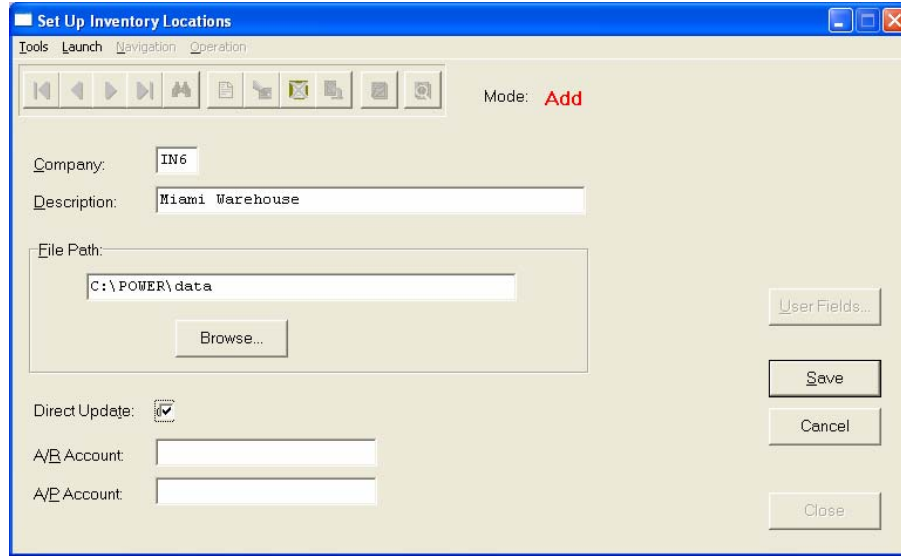 Set Up Inventory Locations
Tools Launch Navigation Operation
Mode: Add
Company: IN6
Description: Miami Warehouse
File Path:
C:\POWER\data
Browse...
User Fields...
Save
Direct Update:
Cancel
A/R Account:
A/P Account:
Close